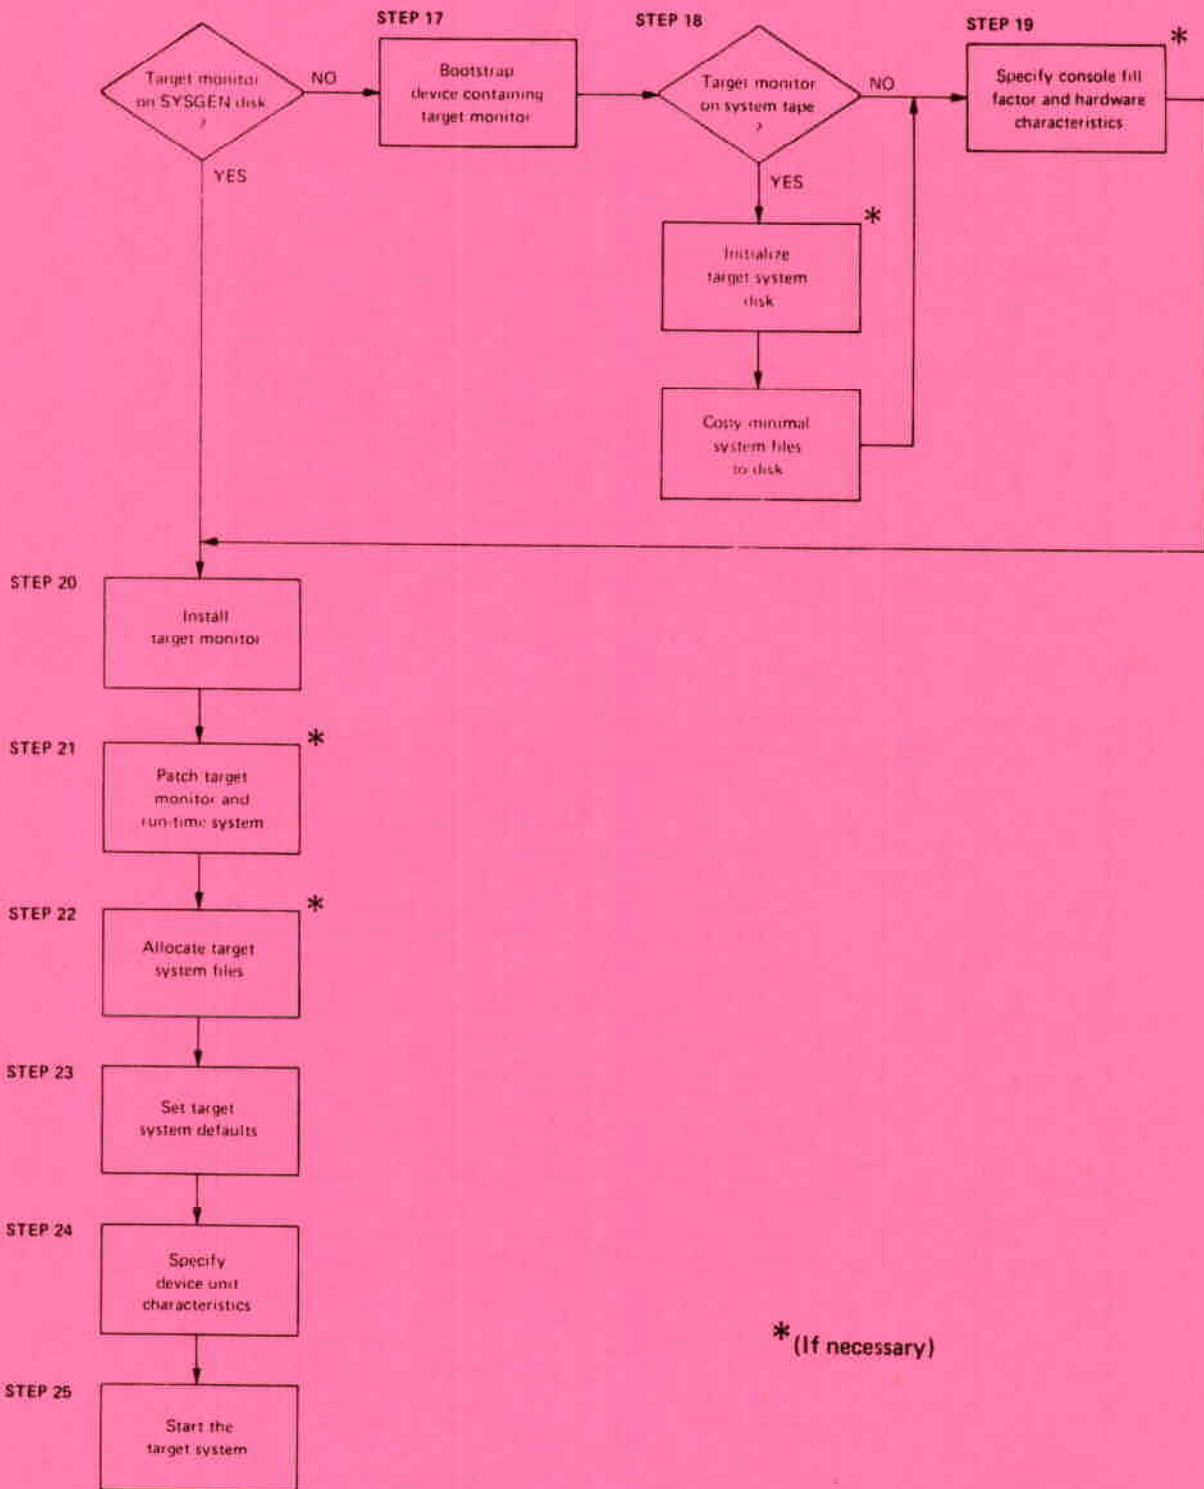 STEP 17
STEP 18
STEP 19
*
Target monitor
on SYSGEN disk
?
NO
YES
Bootstrap
device containing
target monitor
Target monitor
on system tape
?
NO
YES
Specify console fill
factor and hardware
characteristics
*
Initialize
target system
disk
Copy minimal
system files
to disk
STEP 20
Install
target monitor
STEP 21
*
Patch target
monitor and
run-time system
STEP 22
*
Allocate target
system files
STEP 23
Set target
system defaults
STEP 24
Specify
device unit
characteristics
*(If necessary)
STEP 25
Start the
target system